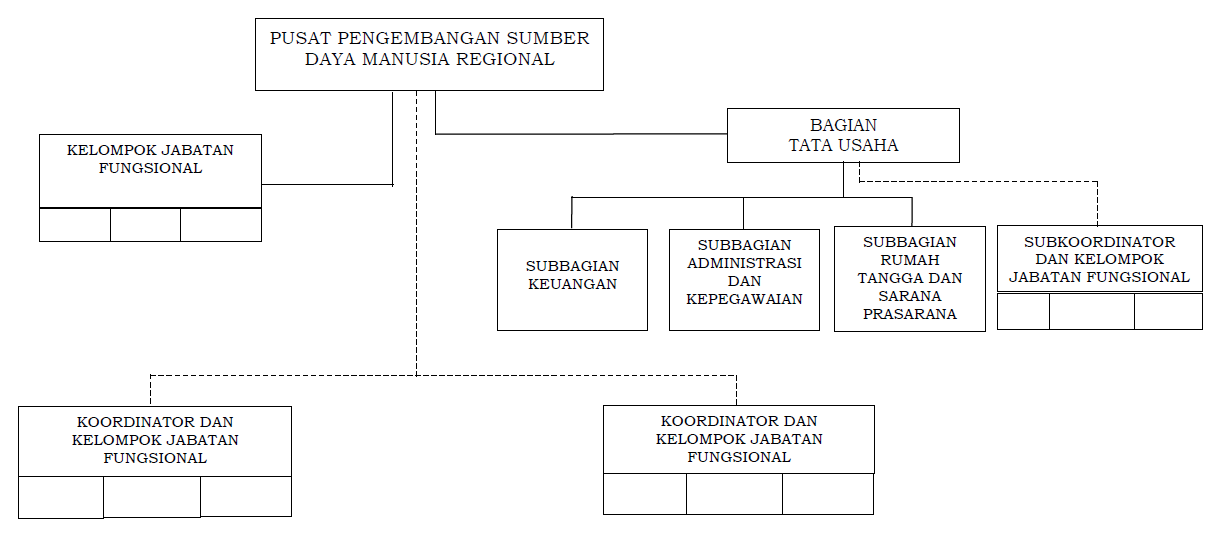 PUSAT PENGEMBANGAN SUMBER
DAYA MANUSIA REGIONAL
BAGIAN
TATA USAHA
KELOMPOK JABATAN
FUNGSIONAL
SUBBAGIAN
KEUANGAN
SUBBAGIAN
ADMINISTRASI
DAN
KEPEGAWAIAN
SUBBAGIAN
RUMAH
TANGGA DAN
SARANA
PRASARANA
SUBKOORDINATOR
DAN KELOMPOK
JABATAN FUNGSIONAL
KOORDINATOR DAN
KELOMPOK JABATAN
FUNGSIONAL
KOORDINATOR DAN
KELOMPOK JABATAN
FUNGSIONAL